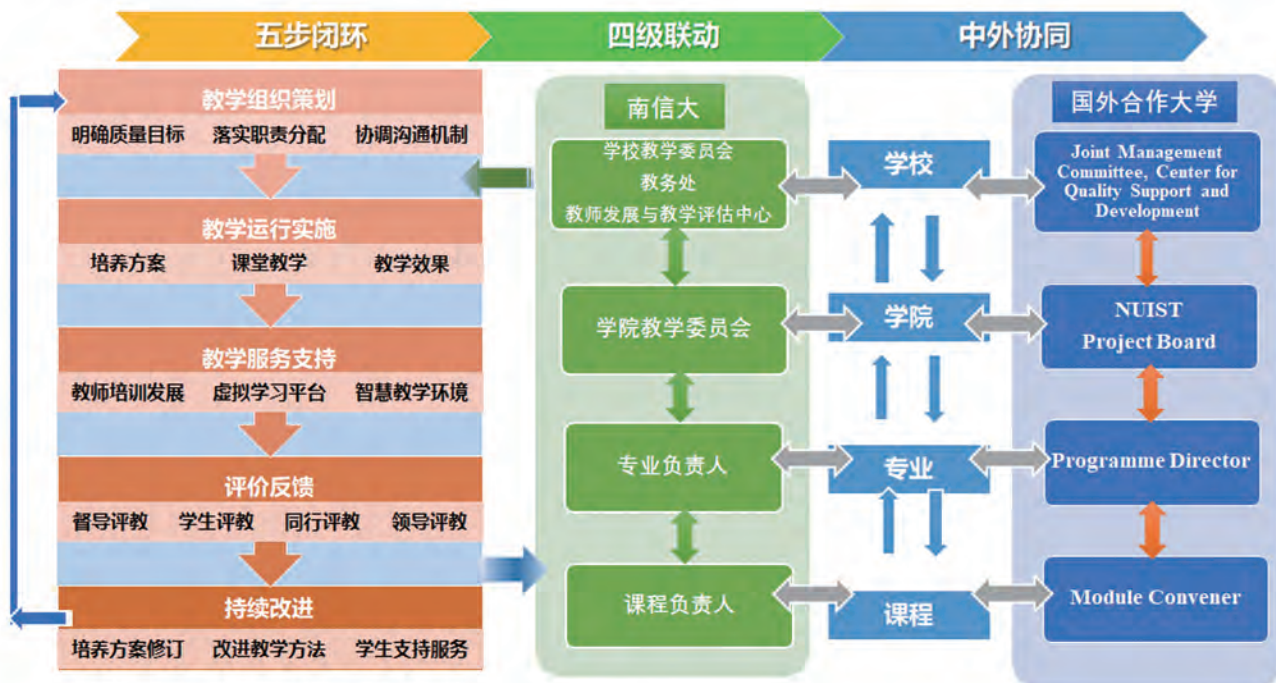 五步闭环
四级联动
中外协同
教学组织策划
明确质量目标 落实职责分配 协调沟通机制
教学运行实施
培养方案 课堂教学 教学效果
教学服务支持
教师培训发展 虚拟学习平台 智慧教学环境
评价反馈
督导评教 学生评教 同行评教 领导评教
持续改进
培养方案修订 改进教学方法 学生支持服务
南信大
学校教学委员会
教务处
教师发展与教学评估中心
学院教学委员会
专业负责人
课程负责人
学校
学院
专业
课程
国外合作大学
Joint Management
Committee, Center for
Quality Support and
Development
NUIST
Project Board
Programme Director
Module Convener